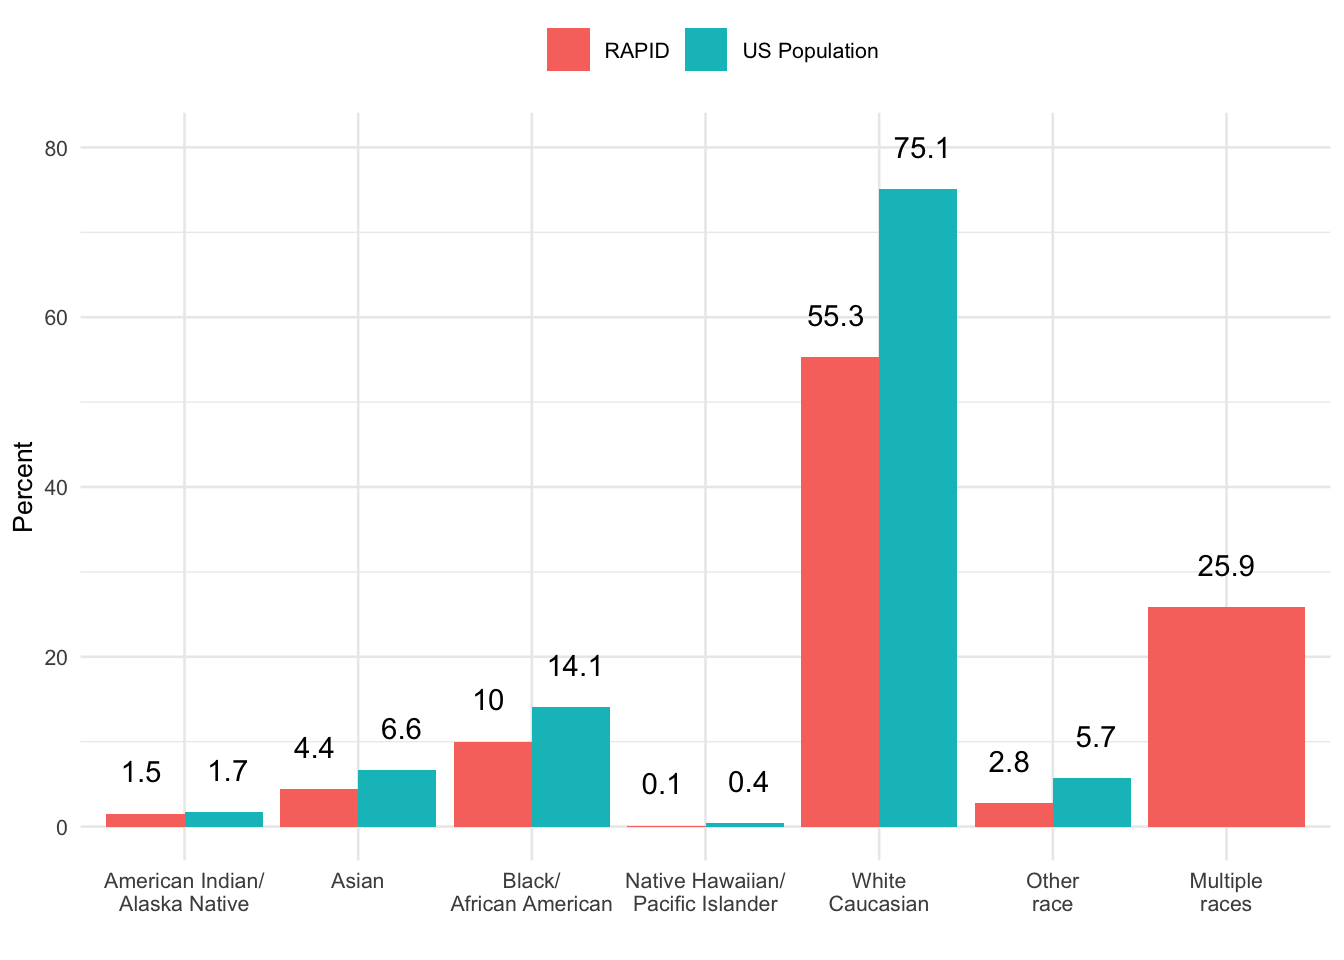 RAPID US Population
80
60
40
20
0
Percent
1.5
1.7
4.4
6.6
10
14.1
0.1
0.4
55.3
75.1
2.8
5.7
25.9
American Indian/
Alaska Native
Asian
Black/
African American
Native Hawaiian/
Pacific Islander
White
Caucasian
Other
race
Multiple
races